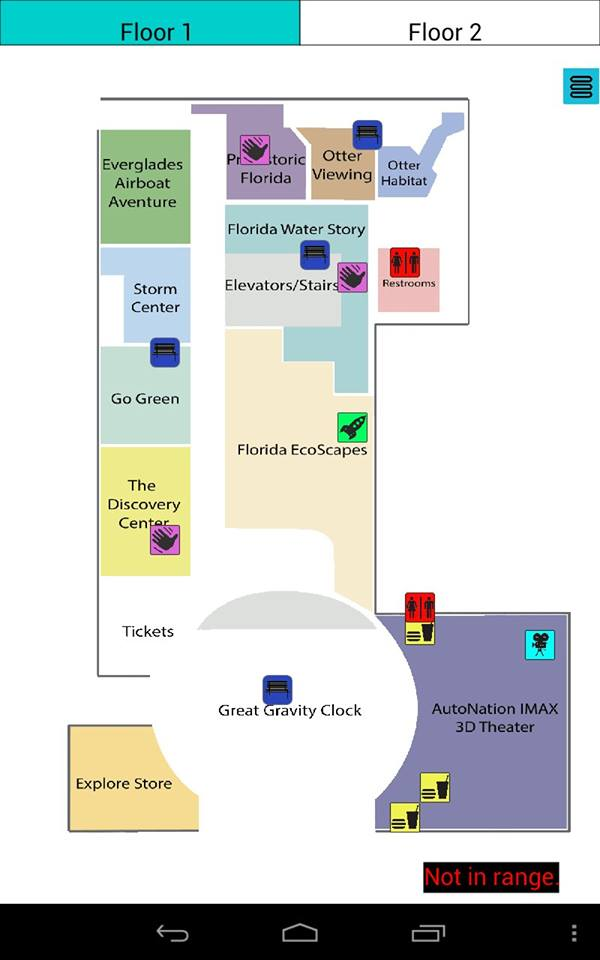 Floor 1
Floor 2
Everglades
Airboat
Aventure
Prehistoric
Florida
Otter
Viewing
Otter
Habitat
Florida Water Story
Storm
Center
Elevators/Stairs
Restrooms
Go Green
Florida EcoScapes
The
Discovery
Center
Tickets
Great Gravity Clock
AutoNation IMAX
3D Theater
Explore Store
Not in range.